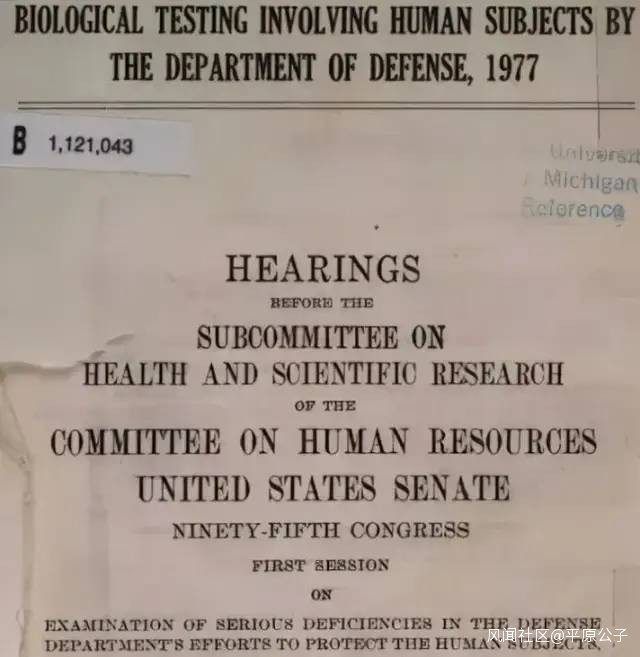 BIOLOGICAL TESTING INVOLVING HUMAN SUBJECTS BY
THE DEPARTMENT OF DEFENSE, 1977
B 1,121,043
Michigan
Reference
HEARINGS
BEFORE THE
SUBCOMMITTEE ON
HEALTH AND SCIENTIFIC RESEARCH
OF THE
COMMITTEE ON HUMAN RESOURCES
UNITED STATES SENATE
NINETY-FIFTH CONGRESS
FIRST SESSION
ON
EXAMINATION OF SERIOUS DEFICIENCIES IN THE DEFENSE
DEPARTMENT'S EFFORTS TO PROTECT THE HUMAN SUBJECTS,
风闻社区@平原公子